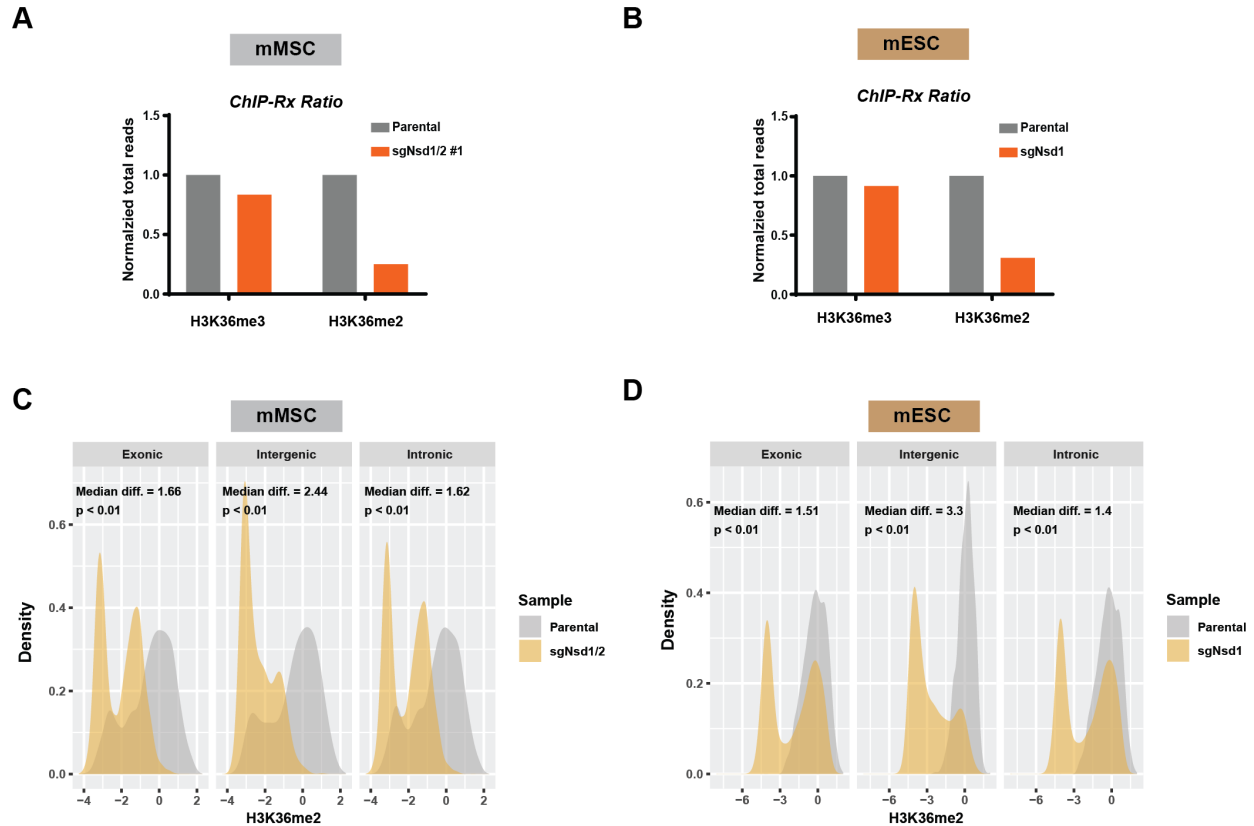 A
mMSC
ChIP-Rx Ratio
Normalzied total reads
1.5
1.0
0.5
0.0
Parental
sgNsd1/2 #1
H3K36me3
H3K36me2
B
mESC
ChIP-Rx Ratio
Normalzied total reads
1.5
1.0
0.5
0.0
Parental
sgNsd1
H3K36me3
H3K36me2
C
mMSC
Exonic
Intergenic
Intronic
Median diff. = 1.66
p < 0.01
Median diff. = 2.44
p < 0.01
Median diff. = 1.62
p < 0.01
Density
0.6
0.4
0.2
0.0
−4 −2 0 2
−4 −2 0 2
−4 −2 0 2
H3K36me2
Sample
Parental
sgNsd1/2
D
mESC
Exonic
Intergenic
Intronic
Median diff. = 1.51
p < 0.01
Median diff. = 3.3
p < 0.01
Median diff. = 1.4
p < 0.01
Density
0.6
0.4
0.2
0.0
−6 −3 0
−6 −3 0
−6 −3 0
H3K36me2
Sample
Parental
sgNsd1